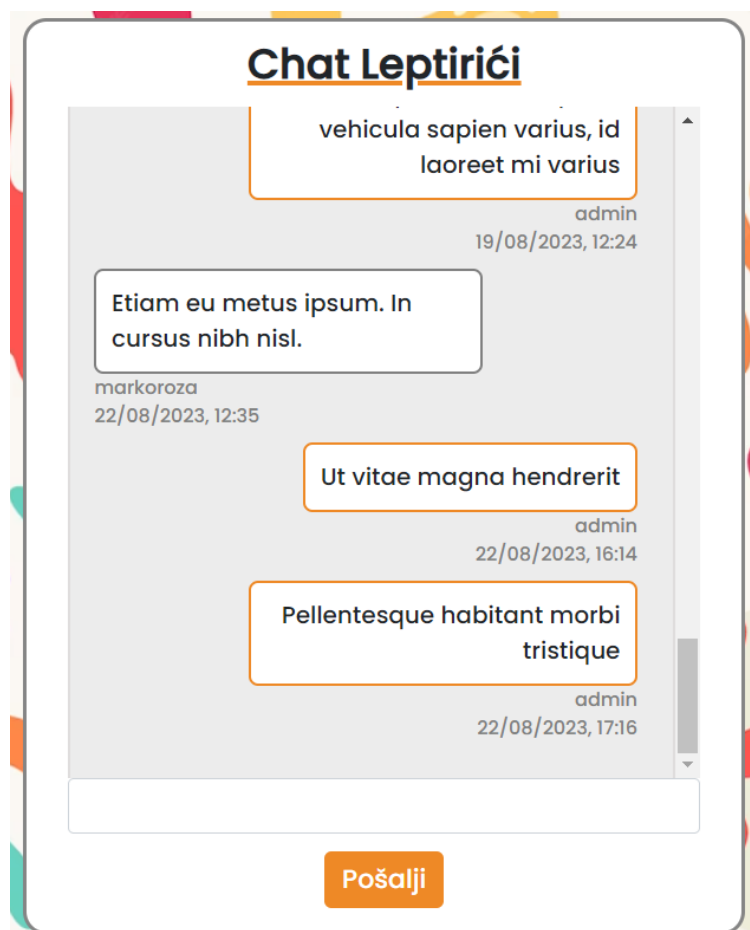 Chat Leptirići
vehicula sapien varius, id
laoreet mi varius
admin
19/08/2023, 12:24
Etiam eu metus ipsum. In
cursus nibh nisl.
markoroza
22/08/2023, 12:35
Ut vitae magna hendrerit
admin
22/08/2023, 16:14
Pellentesque habitant morbi
tristique
admin
22/08/2023, 17:16
Pošalji